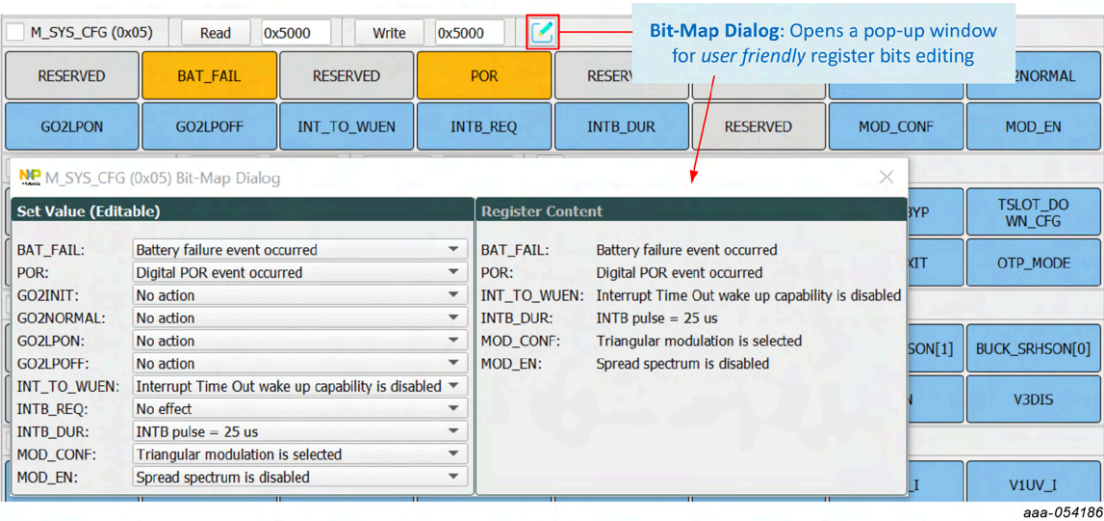 M_SYS_CFG (0x05) Read 0x5000 Write 0x5000
Bit-Map Dialog: Opens a pop-up window
for user friendly register bits editing
RESERVED BAT_FAIL RESERVED POR
GO2LPON GO2LPOFF INT_TO_WUEN INTB_REQ INTB_DUR RESERVED MOD_CONF MOD_EN
NXP M_SYS_CFG (0x05) Bit-Map Dialog
Set Value (Editable) Register Content
TSLOT_DO
WN_CFG
BAT_FAIL: Battery failure event occurred BAT_FAIL: Battery failure event occurred
POR: Digital POR event occurred POR: Digital POR event occurred OTP_MODE
GO2INIT: No action INT_TO_WUEN: Interrupt Time Out wake up capability is disabled
GO2NORMAL: No action INTB_DUR: INTB pulse = 25 us
GO2LPON: No action MOD_CONF: Triangular modulation is selected SON[1] BUCK_SRHSON[0]
GO2LPOFF: No action MOD_EN: Spread spectrum is disabled
INT_TO_WUEN: Interrupt Time Out wake up capability is disabled
INTB_REQ: No effect V3DIS
INTB_DUR: INTB pulse = 25 us
MOD_CONF: Triangular modulation is selected
MOD_EN: Spread spectrum is disabled _I V1UV_I
aaa-054186